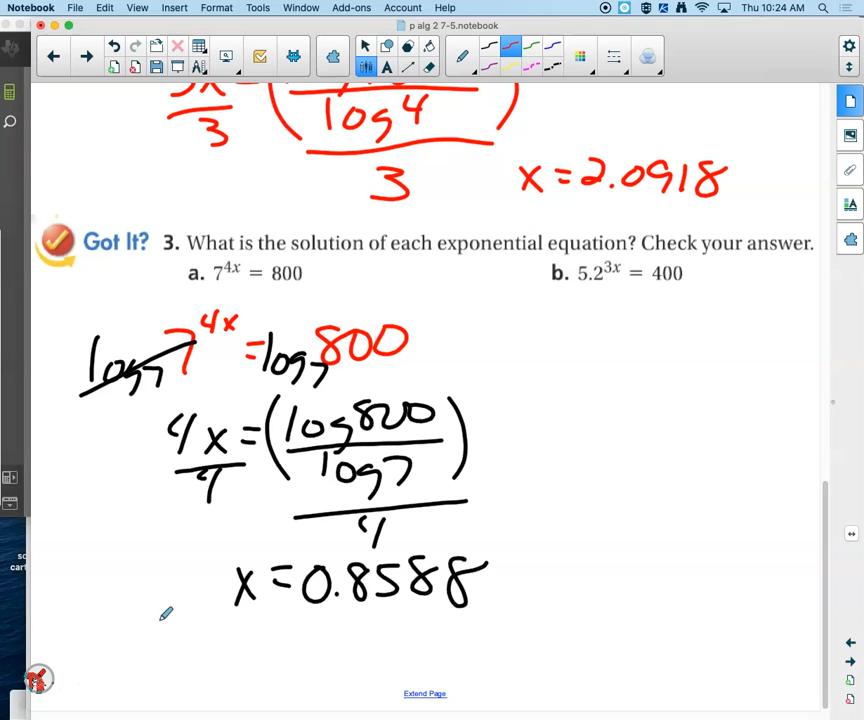 Notebook File Edit View Insert Format Tools Window Add-ons Account Help Thu 10:24 AM
p alg 2 7-5.notebook
log 4
3
3
x = 2.0918
Got It? 3. What is the solution of each exponential equation? Check your answer.
a. 7^{4x} = 800 b. 5.2^{3x} = 400
log_7 7^{4x} = log_7 800
4x = (log 800
4 log 7)
4
x = 0.8588
Extend Page